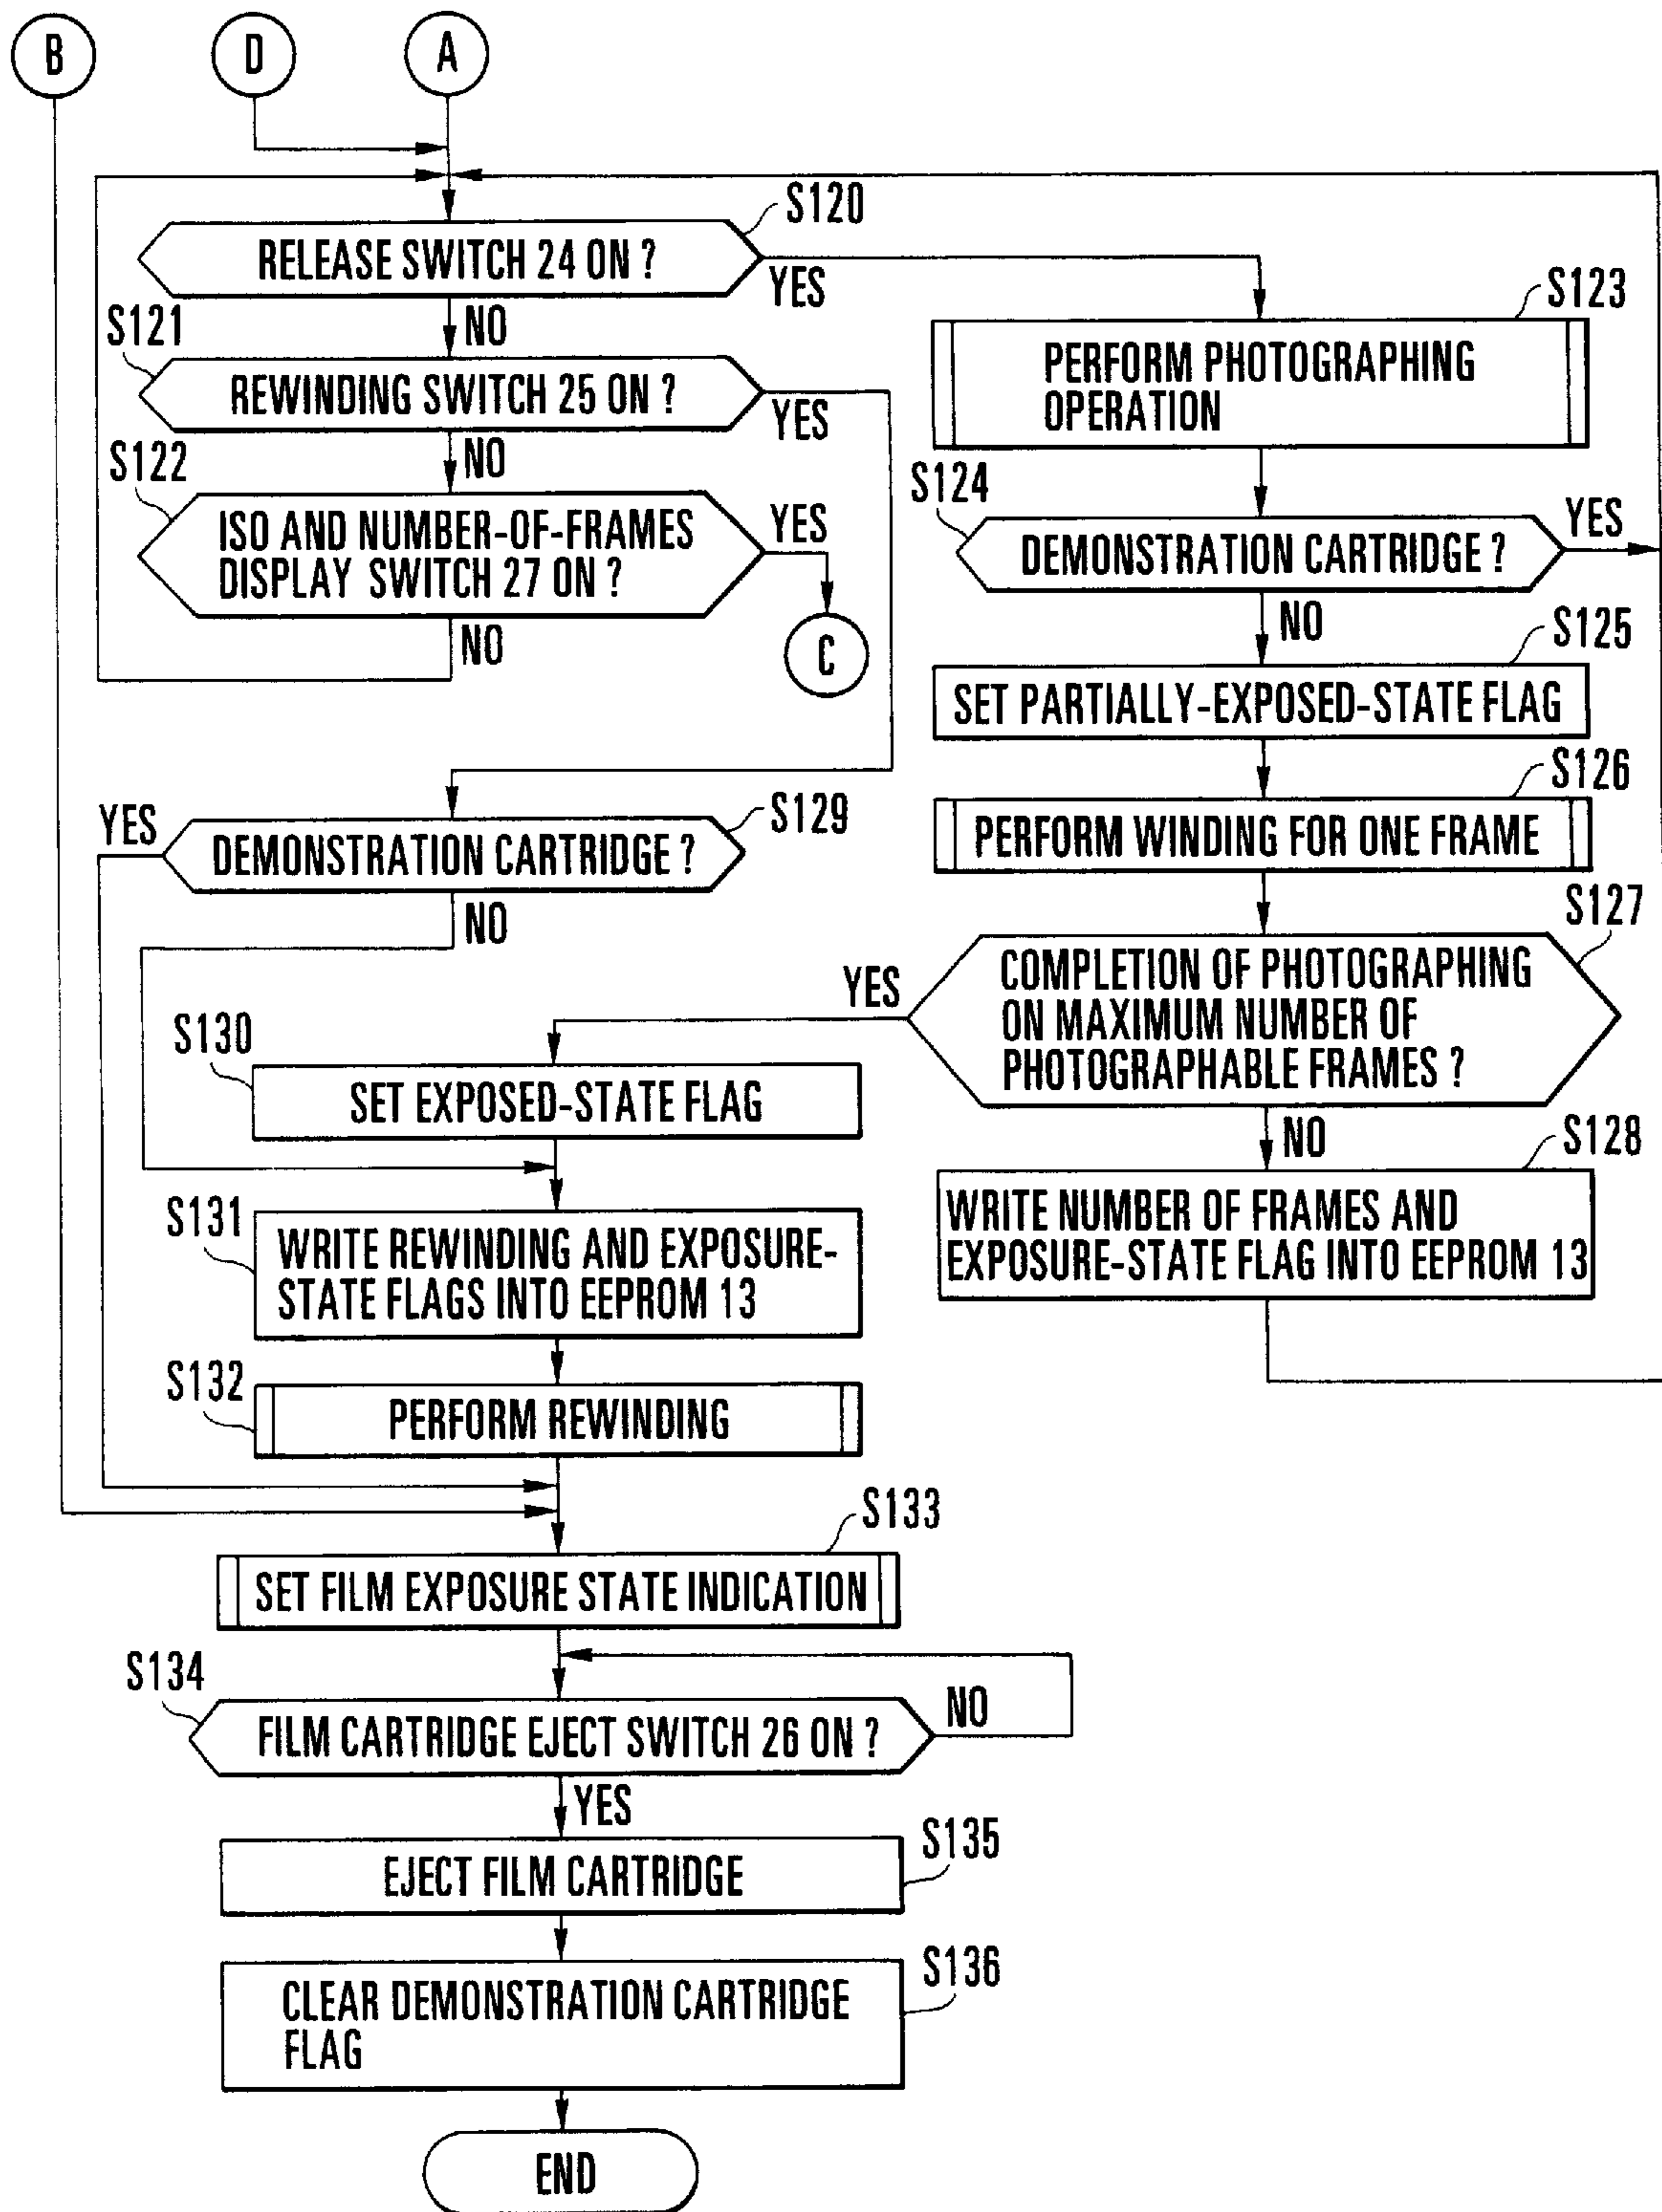 B
D
A
S120
RELEASE SWITCH 24 ON ?
YES
NO
S121
REWINDING SWITCH 25 ON ?
YES
NO
S122
ISO AND NUMBER-OF-FRAMES
DISPLAY SWITCH 27 ON ?
YES
NO
C
S123
PERFORM PHOTOGRAPHING
OPERATION
S124
DEMONSTRATION CARTRIDGE ?
YES
NO
S125
SET PARTIALLY-EXPOSED-STATE FLAG
S126
PERFORM WINDING FOR ONE FRAME
S127
COMPLETION OF PHOTOGRAPHING
ON MAXIMUM NUMBER OF
PHOTOGRAPHABLE FRAMES ?
YES
NO
S128
WRITE NUMBER OF FRAMES AND
EXPOSURE-STATE FLAG INTO EEPROM 13
S129
DEMONSTRATION CARTRIDGE ?
YES
NO
S130
SET EXPOSED-STATE FLAG
S131
WRITE REWINDING AND EXPOSURE-
STATE FLAGS INTO EEPROM 13
S132
PERFORM REWINDING
S133
SET FILM EXPOSURE STATE INDICATION
S134
FILM CARTRIDGE EJECT SWITCH 26 ON ?
NO
YES
S135
EJECT FILM CARTRIDGE
S136
CLEAR DEMONSTRATION CARTRIDGE
FLAG
END